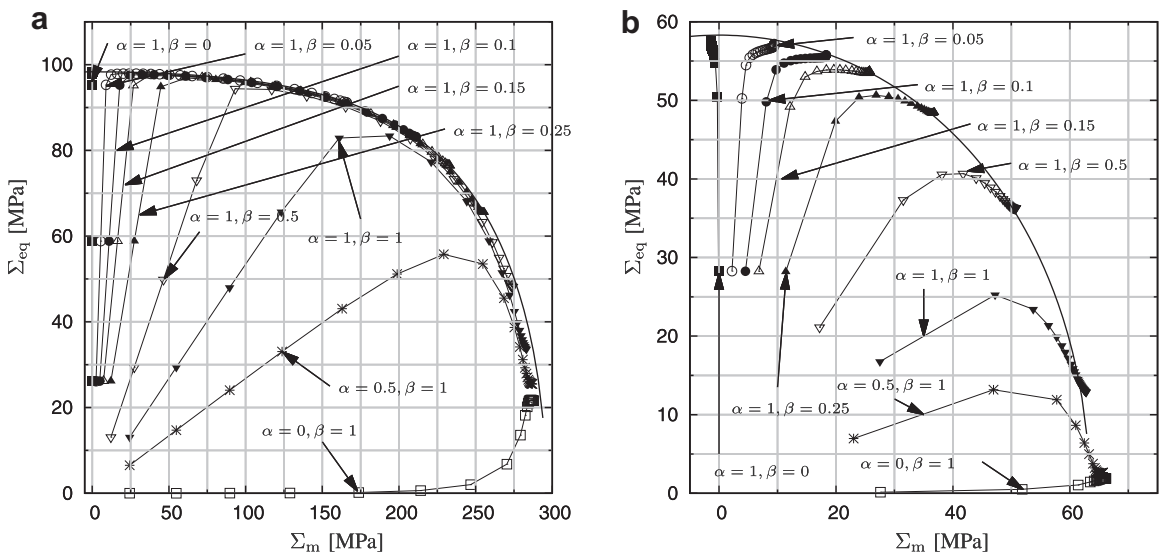 a
α = 1, β = 0
α = 1, β = 0.05
α = 1, β = 0.1
α = 1, β = 0.15
α = 1, β = 0.25
α = 1, β = 0.5
α = 1, β = 1
α = 0.5, β = 1
α = 0, β = 1
100
80
60
40
20
0
Σeq [MPa]
0 50 100 150 200 250 300
Σm [MPa]
b
α = 1, β = 0.05
α = 1, β = 0.1
α = 1, β = 0.15
α = 1, β = 0.5
α = 1, β = 1
α = 0.5, β = 1
α = 1, β = 0.25
α = 0, β = 1
α = 1, β = 0
60
50
40
30
20
10
0
Σeq [MPa]
0 20 40 60
Σm [MPa]